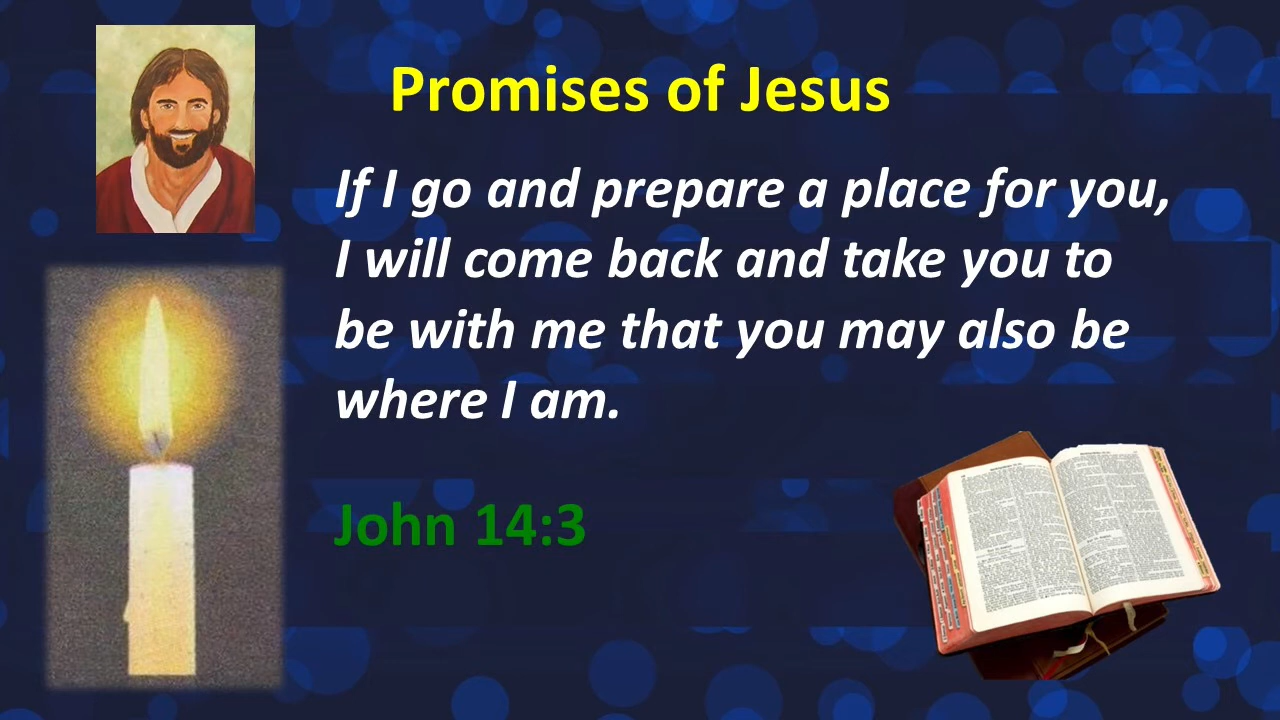 Promises of Jesus
If I go and prepare a place for you,
I will come back and take you to
be with me that you may also be
where I am.
John 14:3